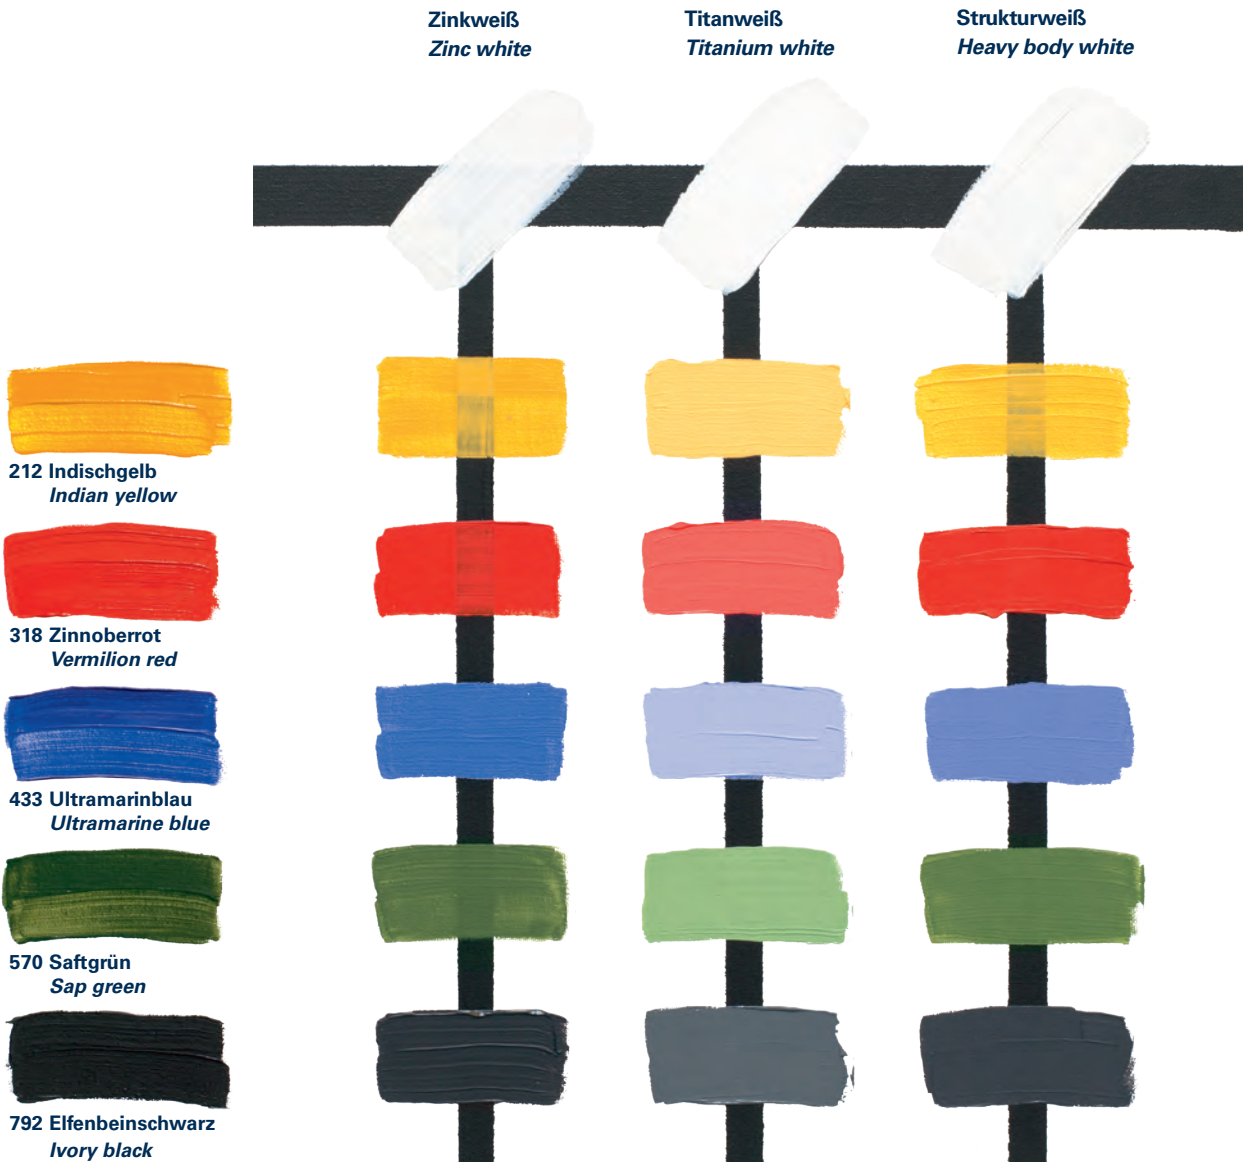 Zinkweiß
Zinc white
Titanweiß
Titanium white
Strukturweiß
Heavy body white
212 Indischgelb
Indian yellow
318 Zinnoberrot
Vermilion red
433 Ultramarinblau
Ultramarine blue
570 Saftgrün
Sap green
792 Elfenbeinschwarz
Ivory black